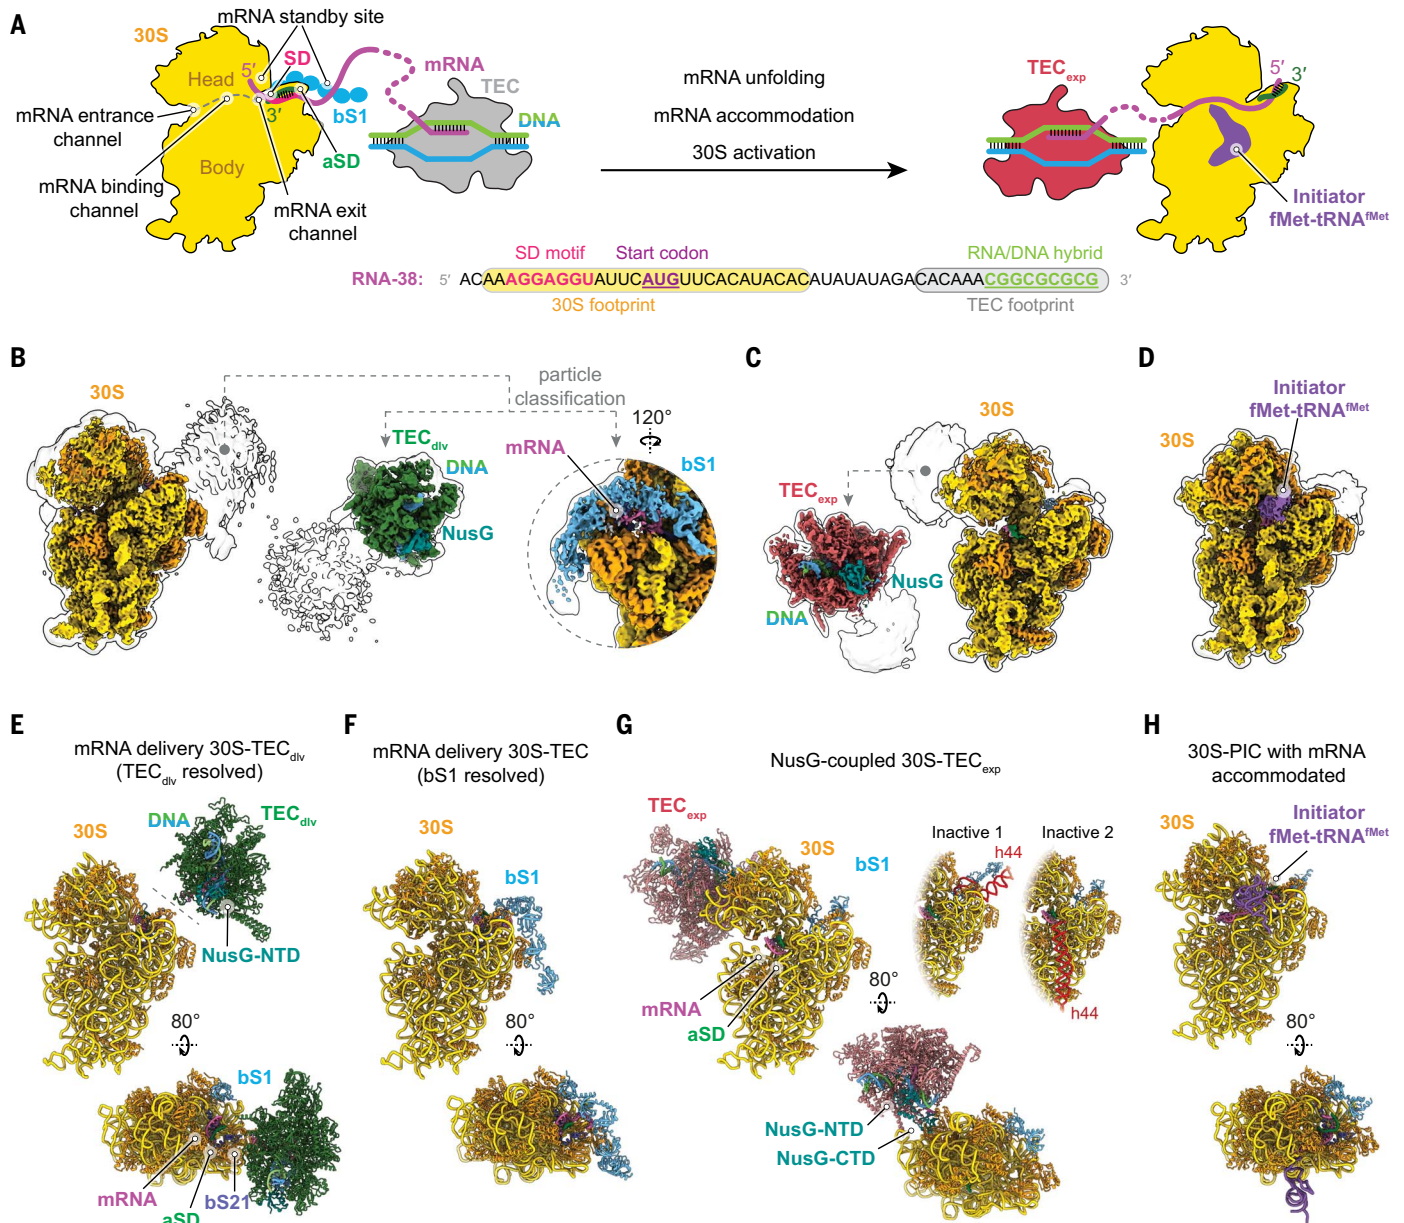 A
mRNA standby site
30S
SD
5′
mRNA
Head
TEC
DNA
bS1
3′
mRNA entrance
channel
aSD
Body
mRNA binding
channel
mRNA exit
channel
mRNA unfolding
mRNA accommodation
30S activation
TECexp
5′
3′
Initiator
fMet-tRNAfMet
SD motif
Start codon
RNA/DNA hybrid
RNA-38:
5′ ACAAAGGAGGUAUUCAUGUUCACAUACACAUAUAUAGACACAAACGGCGCGCG 3′
30S footprint
TEC footprint
B
30S
particle
classification
TECdlv
DNA
NusG
mRNA
120°
bS1
C
30S
TECexp
NusG
DNA
D
Initiator
fMet-tRNAfMet
30S
E
mRNA delivery 30S-TECdlv
(TECdlv resolved)
DNA
TECdlv
30S
NusG-NTD
80°
bS1
mRNA
bS21
aSD
F
mRNA delivery 30S-TEC
(bS1 resolved)
30S
bS1
80°
G
NusG-coupled 30S-TECexp
TECexp
30S
bS1
Inactive 1
h44
Inactive 2
h44
mRNA
aSD
80°
NusG-NTD
NusG-CTD
H
30S-PIC with mRNA
accommodated
Initiator
fMet-tRNAfMet
30S
80°